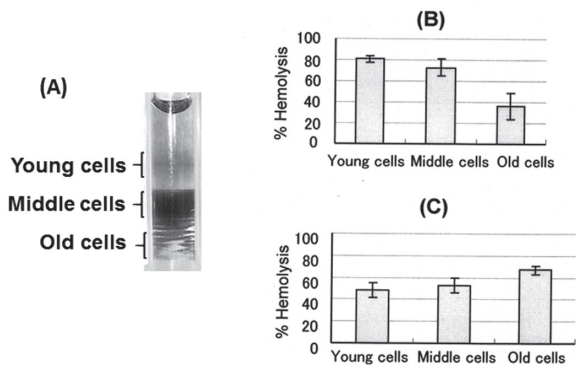 (A)
Young cells
Middle cells
Old cells
(B)
% Hemolysis
100
80
60
40
20
0
Young cells Middle cells Old cells
(C)
% Hemolysis
100
80
60
40
20
0
Young cells Middle cells Old cells